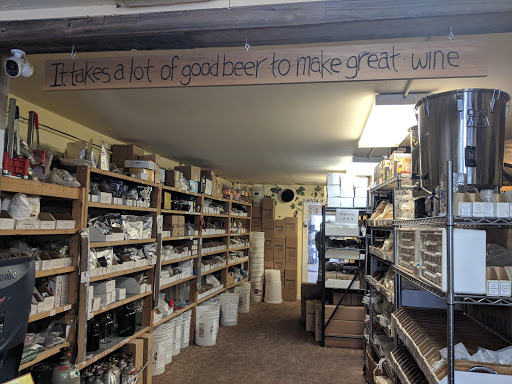 It takes a lot of good beer to make great wine